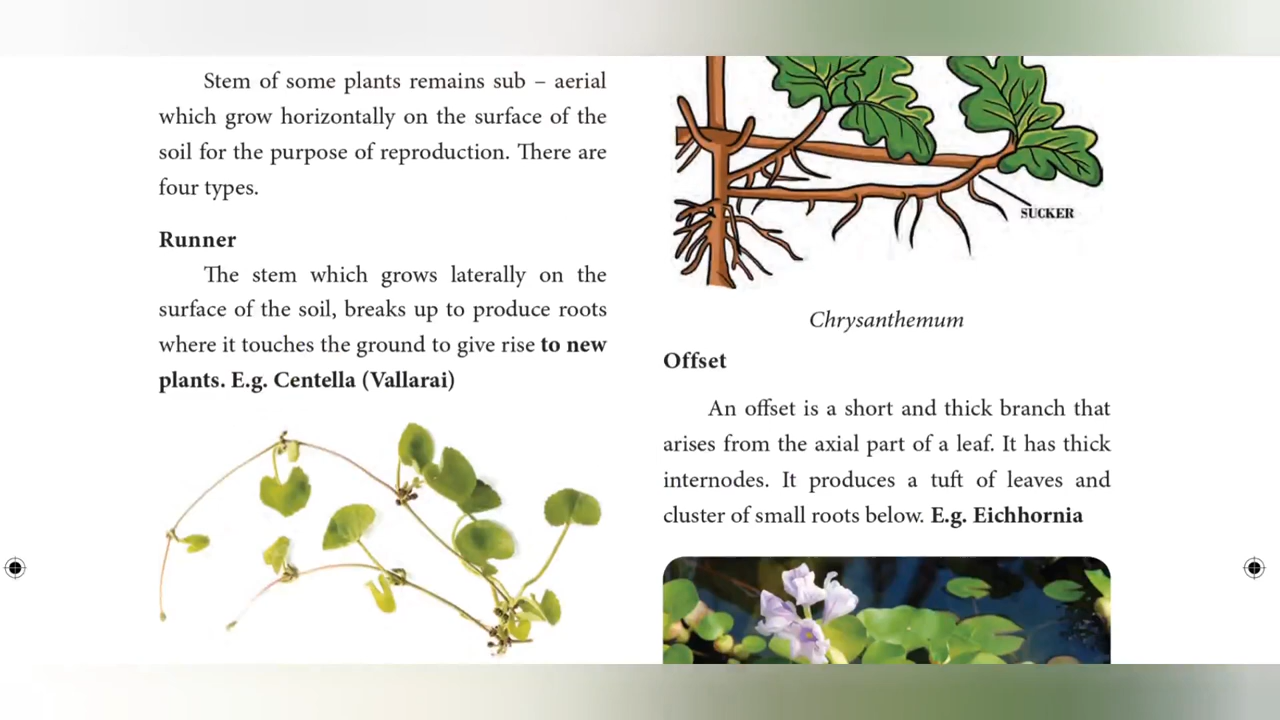 Stem of some plants remains sub – aerial
which grow horizontally on the surface of the
soil for the purpose of reproduction. There are
four types.
Runner
The stem which grows laterally on the
surface of the soil, breaks up to produce roots
where it touches the ground to give rise to new
plants. E.g. Centella (Vallarai)
SUCKER
Chrysanthemum
Offset
An offset is a short and thick branch that
arises from the axial part of a leaf. It has thick
internodes. It produces a tuft of leaves and
cluster of small roots below. E.g. Eichhornia